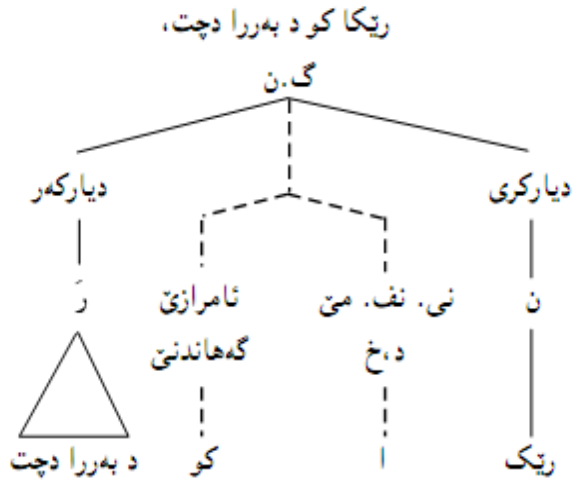 رێکا کو د بەررا دچت،
گ.ن
دیارکری دیارکەر
ن نی. نف. مێ ئامرازێ رَ
د،خ گەهاندنێ
رێک ا کو د بەررا دچت